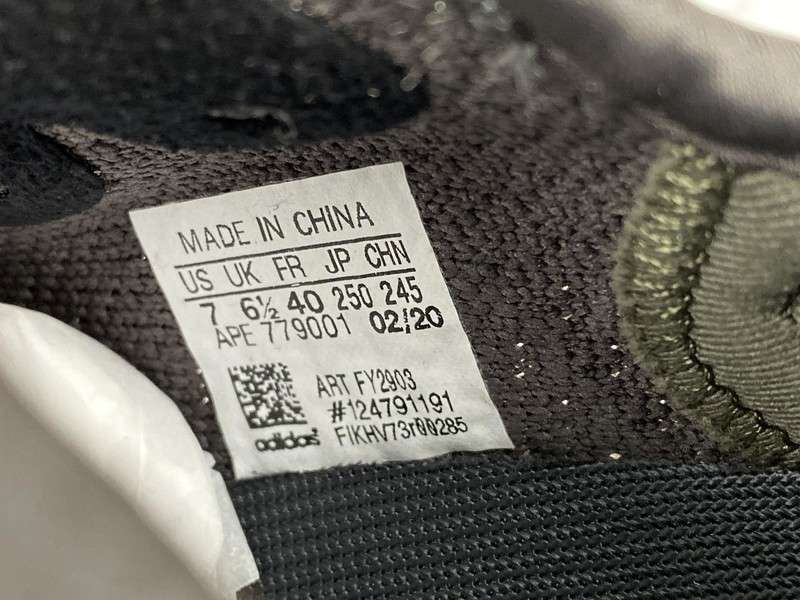 MADE IN CHINA
US UK FR JP CHN
7 6½ 40 250 245
APE 779001 02/20
ART FY2903
#124791191
FIKHV73r00285
adidas